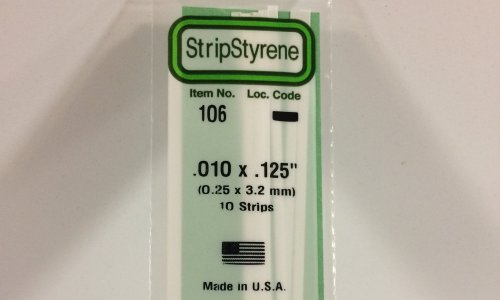 StripStyrene
Item No. Loc. Code
106
.010 x .125"
(0.25 x 3.2 mm)
10 Strips
Made in U.S.A.